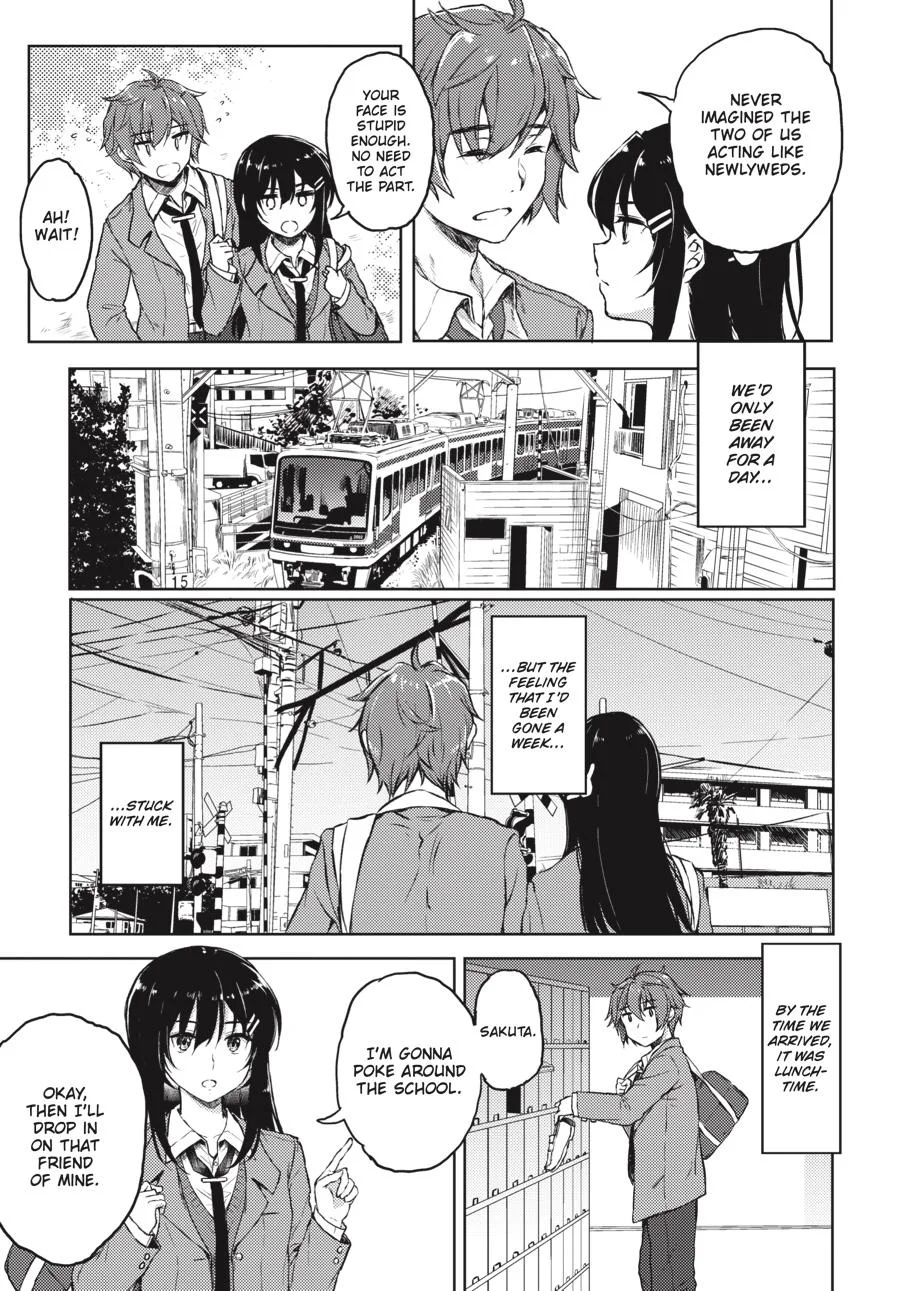 NEVER
IMAGINED THE
TWO OF US
ACTING LIKE
NEWLYWEDS.
YOUR
FACE IS
STUPID
ENOUGH.
NO NEED
TO ACT
THE PART.
AH!
WAIT!
WE'D
ONLY
BEEN
AWAY
FOR A
DAY...
2002
15
...BUT THE
FEELING
THAT I'D
BEEN
GONE A
WEEK...
...STUCK
WITH ME.
BY THE
TIME WE
ARRIVED,
IT WAS
LUNCH-
TIME.
SAKUTA.
I'M GONNA
POKE AROUND
THE SCHOOL.
OKAY,
THEN I'LL
DROP IN
ON THAT
FRIEND
OF MINE.